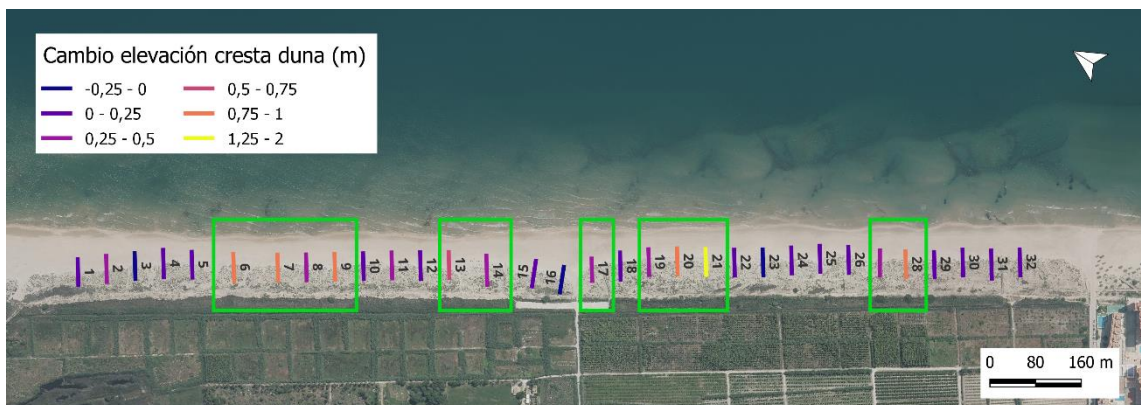 Cambio elevación cresta duna (m)
-0,25 - 0
0,5 - 0,75
0 - 0,25
0,75 - 1
0,25 - 0,5
1,25 - 2
1 2 3 4 5 6 7 8 9 10 11 12 13 14 15 16 17 18 19 20 21 22 23 24 25 26 28 29 30 31 32
0 80 160 m